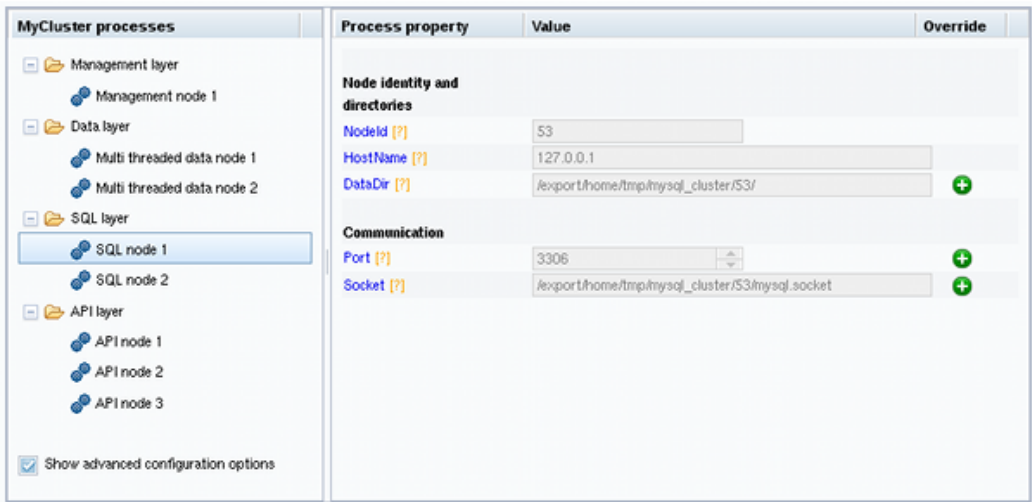 MyCluster processes
Management layer
Management node 1
Data layer
Multi threaded data node 1
Multi threaded data node 2
SQL layer
SQL node 1
SQL node 2
API layer
API node 1
API node 2
API node 3
Show advanced configuration options
Process property Value Override
Node identity and
directories
NodeId [?] 53
HostName [?] 127.0.0.1
DataDir [?] /export/home/tmp/mysql_cluster/53/
Communication
Port [?] 3306
Socket [?] /export/home/tmp/mysql_cluster/53/mysql.socket